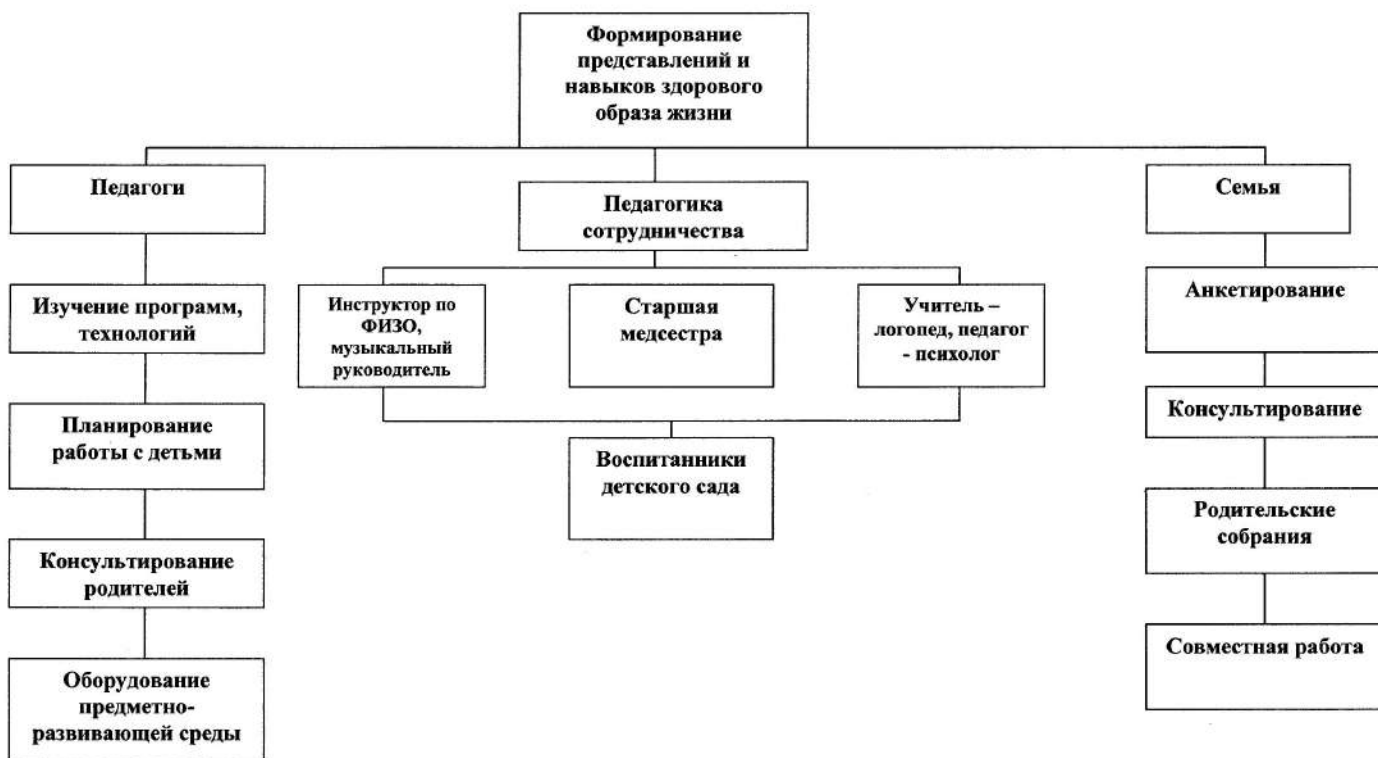 Формирование
представлений и
навыков здорового
образа жизни
Педагоги
Педагогика
сотрудничества
Семья
Изучение программ,
технологий
Инструктор по
ФИЗО,
музыкальный
руководитель
Старшая
медсестра
Учитель –
логопед, педагог
- психолог
Анкетирование
Планирование
работы с детьми
Воспитанники
детского сада
Консультирование
Консультирование
родителей
Родительские
собрания
Оборудование
предметно-
развивающей среды
Совместная работа